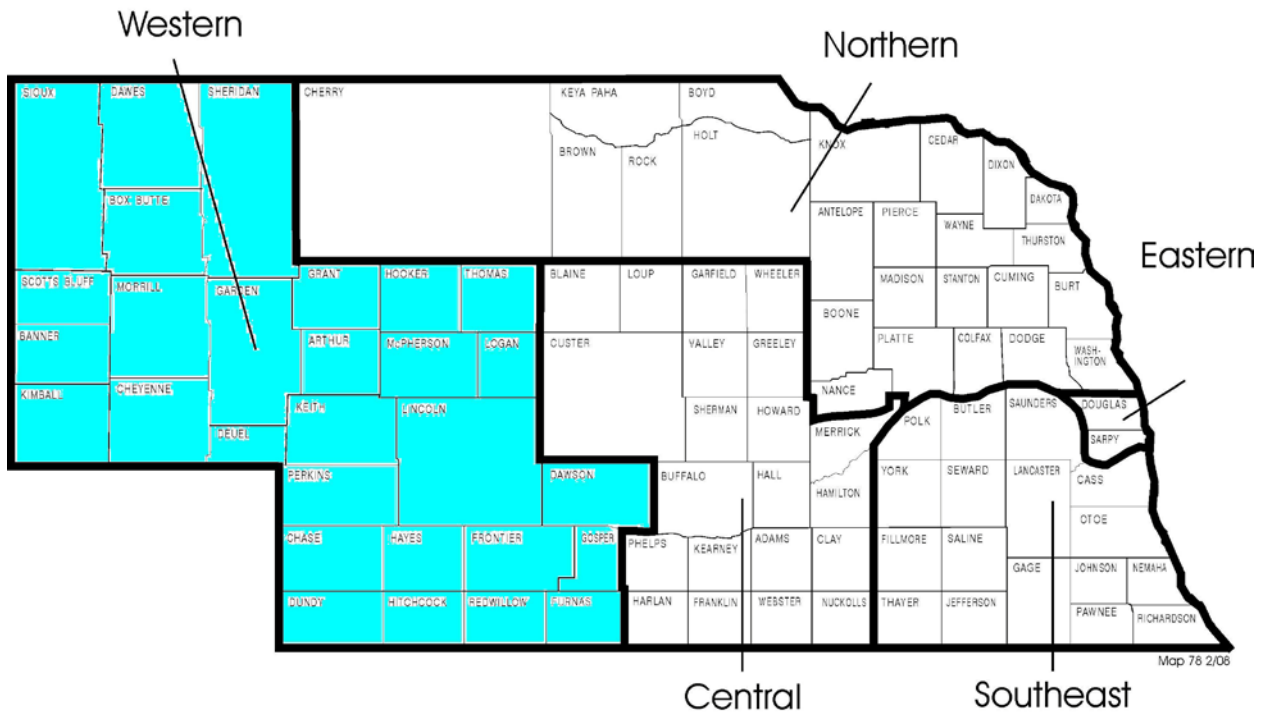 Western
Northern
SIOUX
DAWES
SHERIDAN
CHERRY
KEYA PAHA
BOYD
HOLT
BROWN
ROCK
KNOX
CEDAR
DIXON
DAKOTA
BOX BUTTE
ANTELOPE
PIERCE
WAYNE
THURSTON
Eastern
SCOTTS BLUFF
MORRILL
GARDEN
GRANT
HOOKER
THOMAS
BLAINE
LOUP
GARFIELD
WHEELER
MADISON
STANTON
CUMING
BURT
BOONE
BANNER
ARTHUR
McPHERSON
LOGAN
CUSTER
VALLEY
GREELEY
PLATTE
COLFAX
DODGE
WASH-
INGTON
KIMBALL
CHEYENNE
KEITH
LINCOLN
SHERMAN
HOWARD
NANCE
MERRICK
POLK
BUTLER
SAUNDERS
DOUGLAS
SARPY
DEUEL
PERKINS
DAWSON
BUFFALO
HALL
HAMILTON
YORK
SEWARD
LANCASTER
CASS
OTOE
CHASE
HAYES
FRONTIER
GOSPER
PHELPS
KEARNEY
ADAMS
CLAY
FILLMORE
SALINE
GAGE
JOHNSON
NEMAHA
DUNDY
HITCHCOCK
REDWILLOW
FURNAS
HARLAN
FRANKLIN
WEBSTER
NUCKOLLS
THAYER
JEFFERSON
PAWNEE
RICHARDSON
Map 78 2/08
Central
Southeast